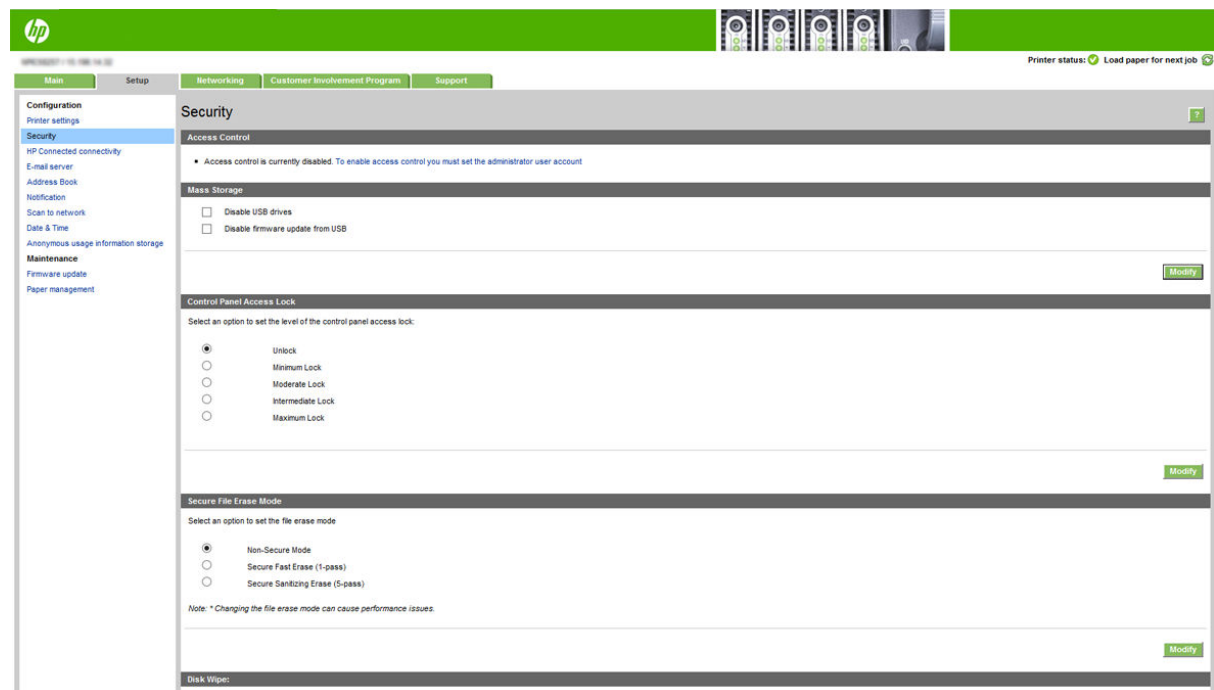 hp
Printer status: Load paper for next job
Main Setup Networking Customer Involvement Program Support
Configuration
Printer settings
Security
HP Connected connectivity
E-mail server
Address Book
Notification
Scan to network
Date & Time
Anonymous usage information storage
Maintenance
Firmware update
Paper management
Security
?
Access Control
Access control is currently disabled. To enable access control you must set the administrator user account
Mass Storage
Disable USB drives
Disable firmware update from USB
Modify
Control Panel Access Lock
Select an option to set the level of the control panel access lock:
Unlock
Minimum Lock
Moderate Lock
Intermediate Lock
Maximum Lock
Modify
Secure File Erase Mode
Select an option to set the file erase mode
Non-Secure Mode
Secure Fast Erase (1-pass)
Secure Sanitizing Erase (5-pass)
Note: * Changing the file erase mode can cause performance issues.
Modify
Disk Wipe: